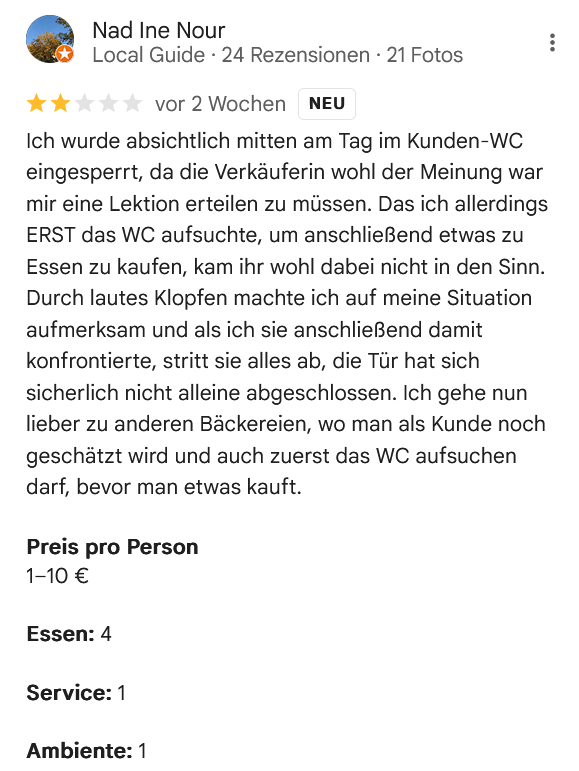 Nad Ine Nour
Local Guide · 24 Rezensionen · 21 Fotos
vor 2 Wochen NEU
Ich wurde absichtlich mitten am Tag im Kunden-WC
eingesperrt, da die Verkäuferin wohl der Meinung war
mir eine Lektion erteilen zu müssen. Das ich allerdings
ERST das WC aufsuchte, um anschließend etwas zu
Essen zu kaufen, kam ihr wohl dabei nicht in den Sinn.
Durch lautes Klopfen machte ich auf meine Situation
aufmerksam und als ich sie anschließend damit
konfrontierte, stritt sie alles ab, die Tür hat sich
sicherlich nicht alleine abgeschlossen. Ich gehe nun
lieber zu anderen Bäckereien, wo man als Kunde noch
geschätzt wird und auch zuerst das WC aufsuchen
darf, bevor man etwas kauft.
Preis pro Person
1–10 €
Essen: 4
Service: 1
Ambiente: 1